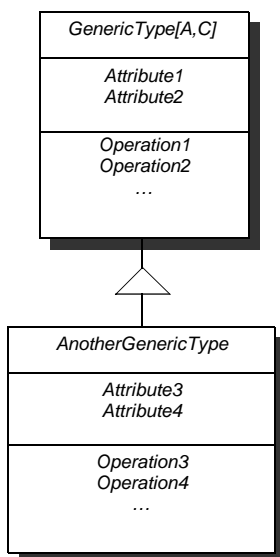 GenericType[A,C]
Attribute1
Attribute2
Operation1
Operation2
...
AnotherGenericType
Attribute3
Attribute4
Operation3
Operation4
...